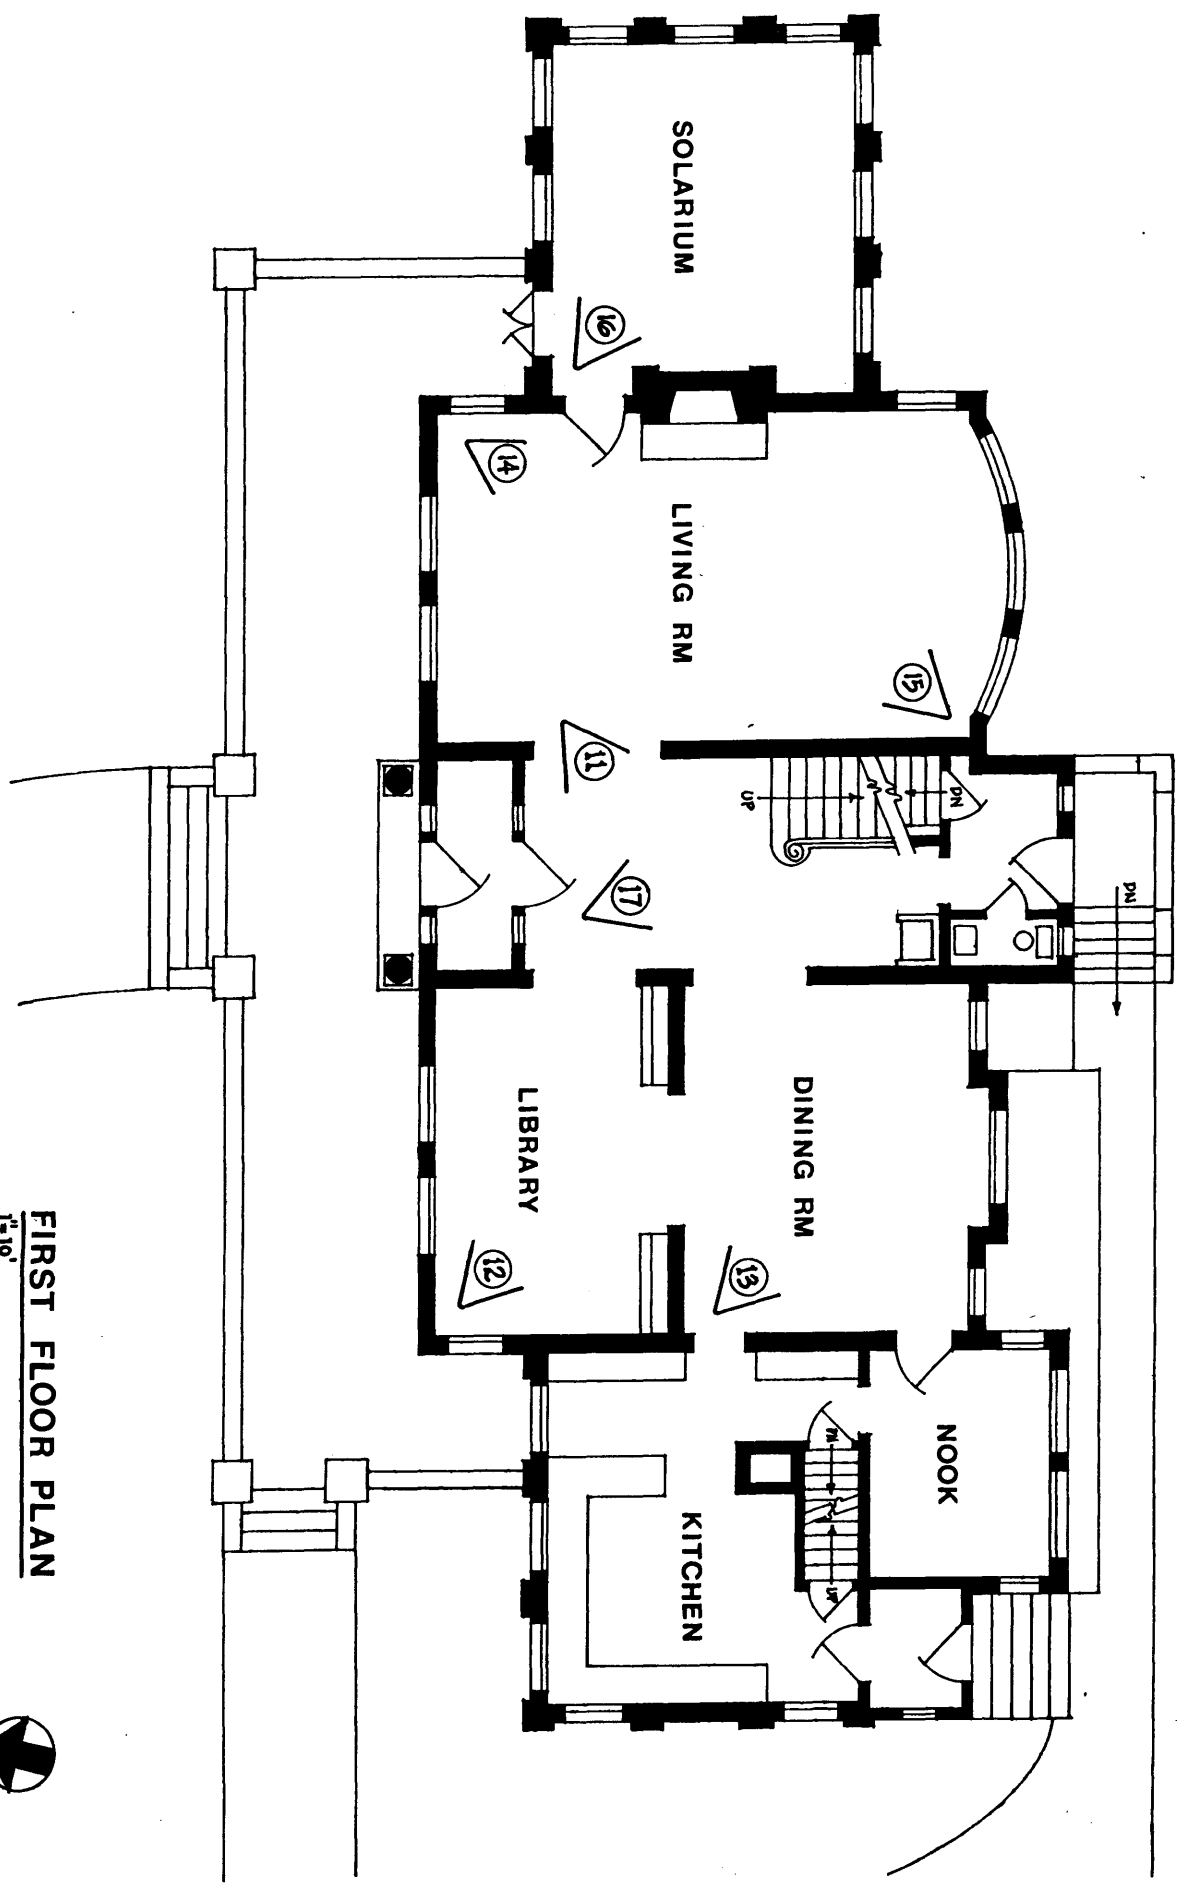 SOLARIUM
16
14
LIVING RM
15
11
UP
DN
DN
17
DINING RM
LIBRARY
12
13
NOOK
DN
UP
KITCHEN
FIRST FLOOR PLAN
1"=10'